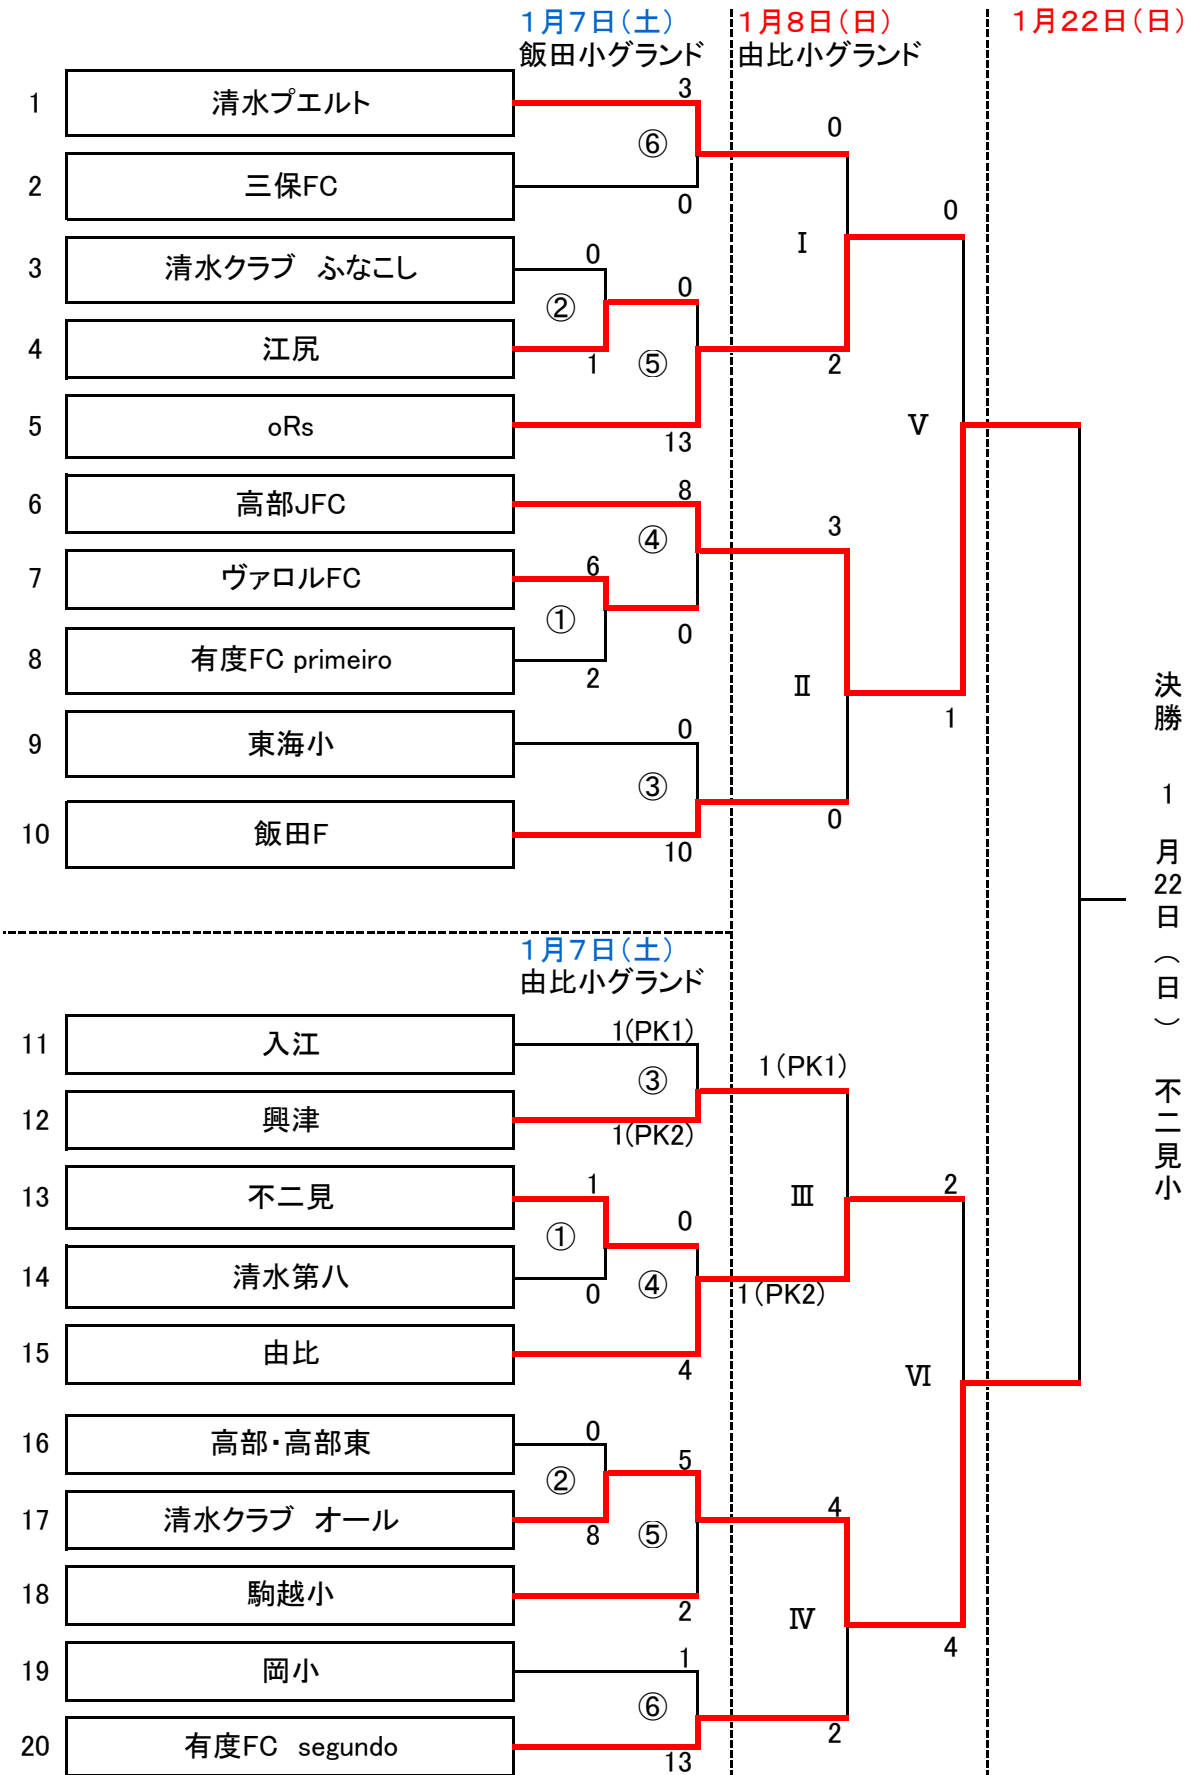 1月7日(土)
飯田小グランド
1月8日(日)
由比小グランド
1月22日(日)
1 清水プエルト 3
⑥ 0
2 三保FC 0
0
3 清水クラブ　ふなこし 0
Ⅰ
② 0
4 江尻 1
⑤ 2
5 oRs 13
Ⅴ
6 高部JFC 8
④ 3
7 ヴァロルFC 6
① 0
8 有度FC primeiro 2
Ⅱ
1
9 東海小 0
③ 0
10 飯田F 10
決勝　1月22日(日)　不二見小
1月7日(土)
由比小グランド
11 入江 1(PK1)
③ 1(PK1)
12 興津 1(PK2)
13 不二見 1
Ⅲ 2
① 0
14 清水第八 0
④ 1(PK2)
15 由比 4
Ⅵ
16 高部・高部東 0
② 5
17 清水クラブ　オール 8
⑤ 4
18 駒越小 2
Ⅳ
4
19 岡小 1
⑥ 2
20 有度FC　segundo 13